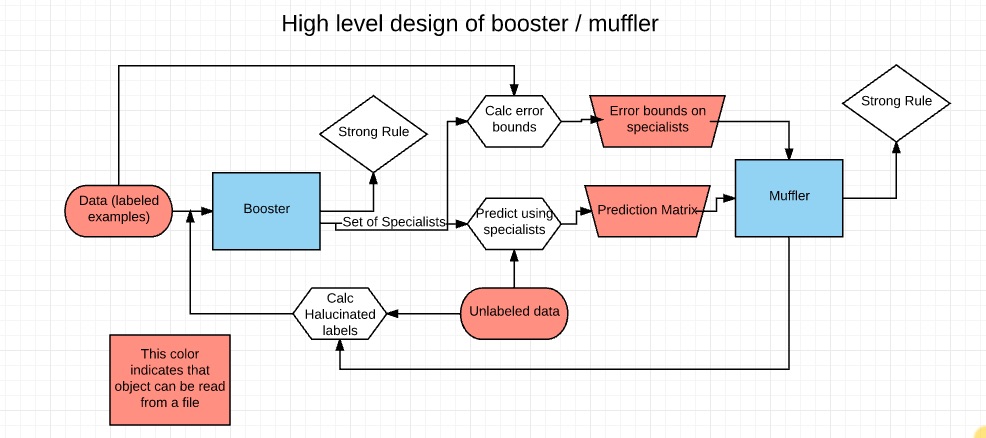 High level design of booster / muffler
Strong Rule
Calc error
bounds
Error bounds on
specialists
Strong Rule
Data (labeled
examples)
Booster
Set of Specialists
Predict using
specialists
Prediction Matrix
Muffler
Calc
Halucinated
labels
Unlabeled data
This color
indicates that
object can be read
from a file